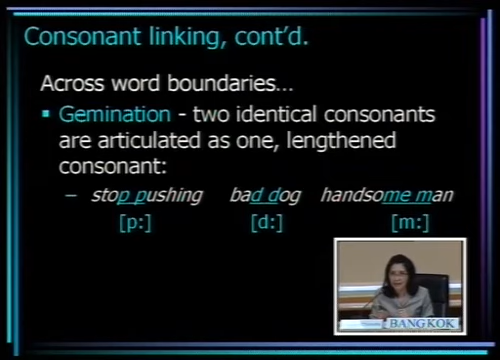 Consonant linking, cont'd.
Across word boundaries…
▪ Gemination - two identical consonants
are articulated as one, lengthened
consonant:
– stop pushing bad dog handsome man
[p:] [d:] [m:]
BANGKOK